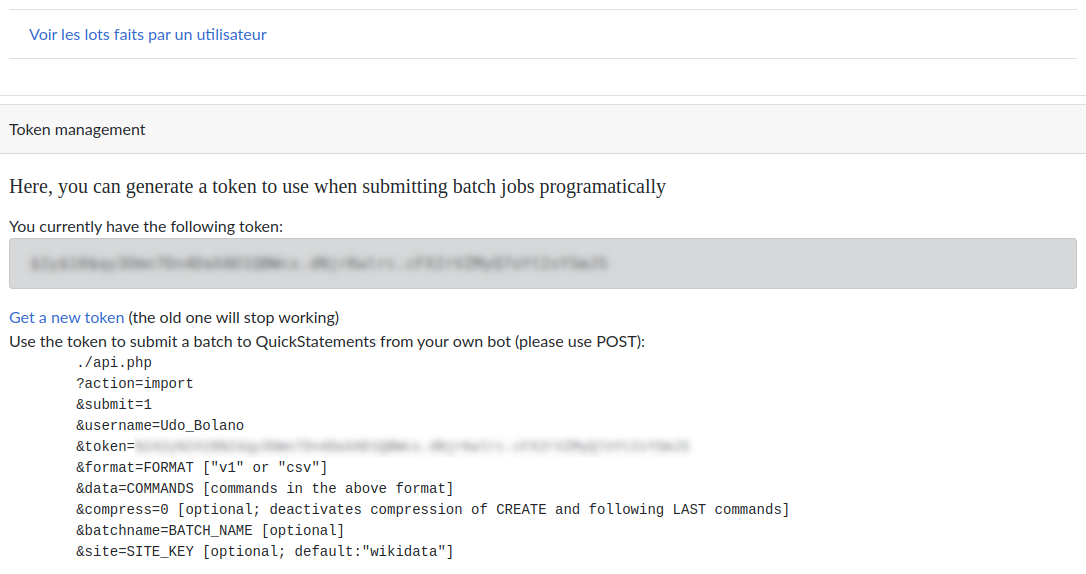 Voir les lots faits par un utilisateur
Token management
Here, you can generate a token to use when submitting batch jobs programatically
You currently have the following token:
Get a new token (the old one will stop working)
Use the token to submit a batch to QuickStatements from your own bot (please use POST):
./api.php
?action=import
&submit=1
&username=Udo_Bolano
&token=
&format=FORMAT ["v1" or "csv"]
&data=COMMANDS [commands in the above format]
&compress=0 [optional; deactivates compression of CREATE and following LAST commands]
&batchname=BATCH_NAME [optional]
&site=SITE_KEY [optional; default:"wikidata"]